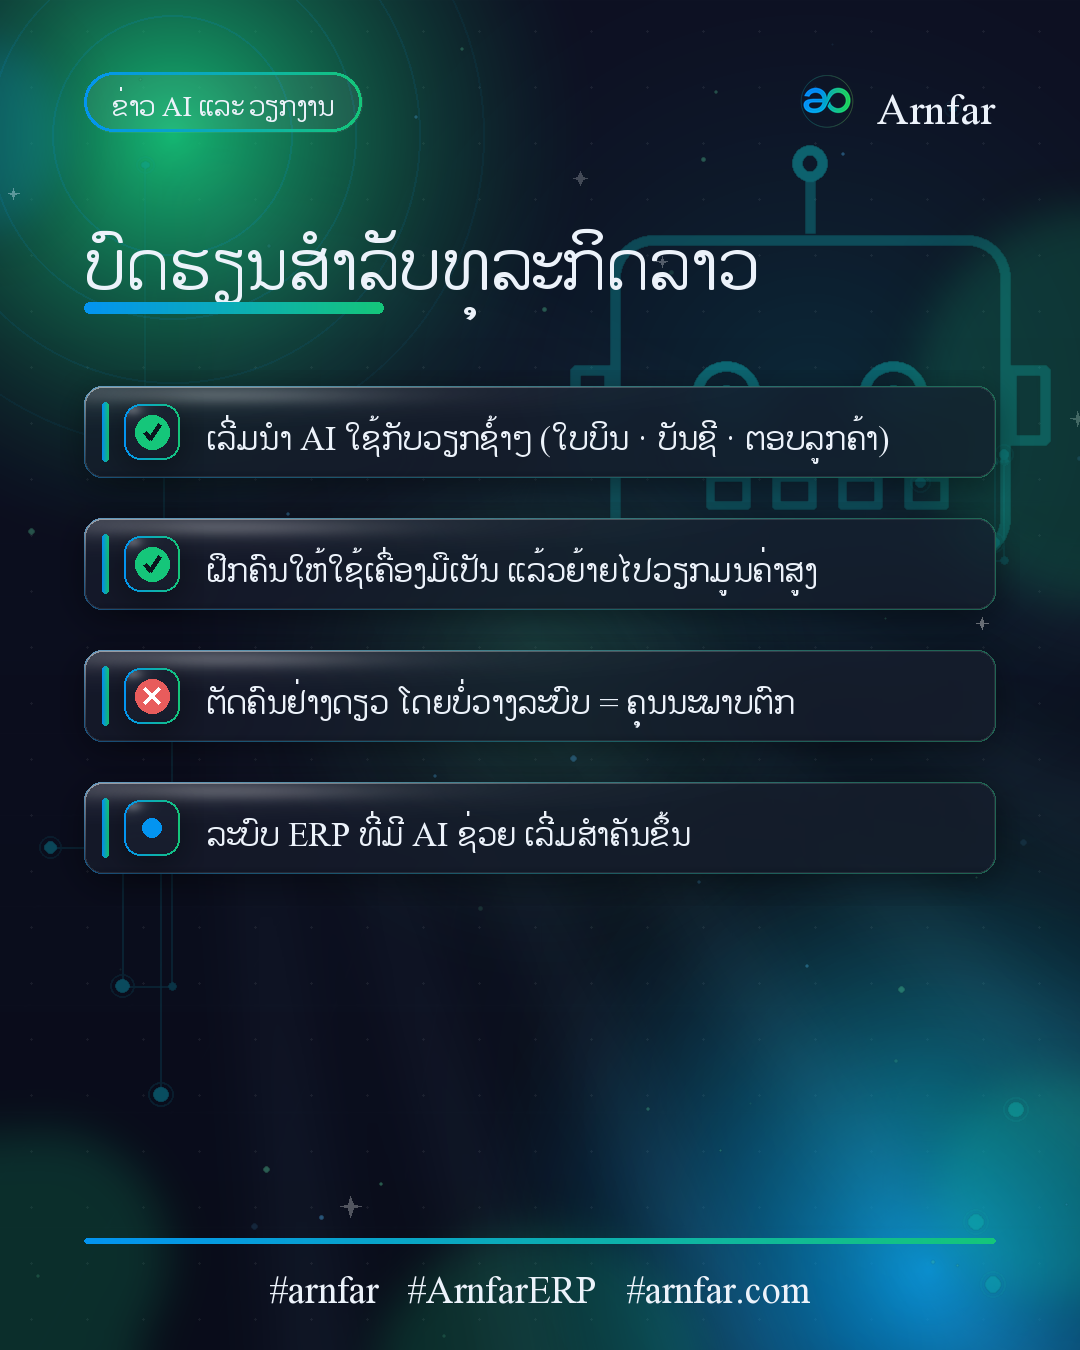 ຂ່າວ AI ແລະ ວຽກງານ
Arnfar
ບົດຮຽນສຳລັບທຸລະກິດລາວ
ເລີ່ມນຳ AI ໃຊ້ກັບວຽກຊ້ຳໆ (ໃບບິນ · ບັນຊີ · ຕອບລູກຄ້າ)
ຝຶກຄົນໃຫ້ໃຊ້ເຄື່ອງມືເປັນ ແລ້ວຍ້າຍໄປວຽກມູນຄ່າສູງ
ຕັດຄົນຢ່າງດຽວ ໂດຍບໍ່ວາງລະບົບ = ຄຸນນະພາບຕົກ
ລະບົບ ERP ທີ່ມີ AI ຊ່ວຍ ເລີ່ມສຳຄັນຂຶ້ນ
#arnfar #ArnfarERP #arnfar.com